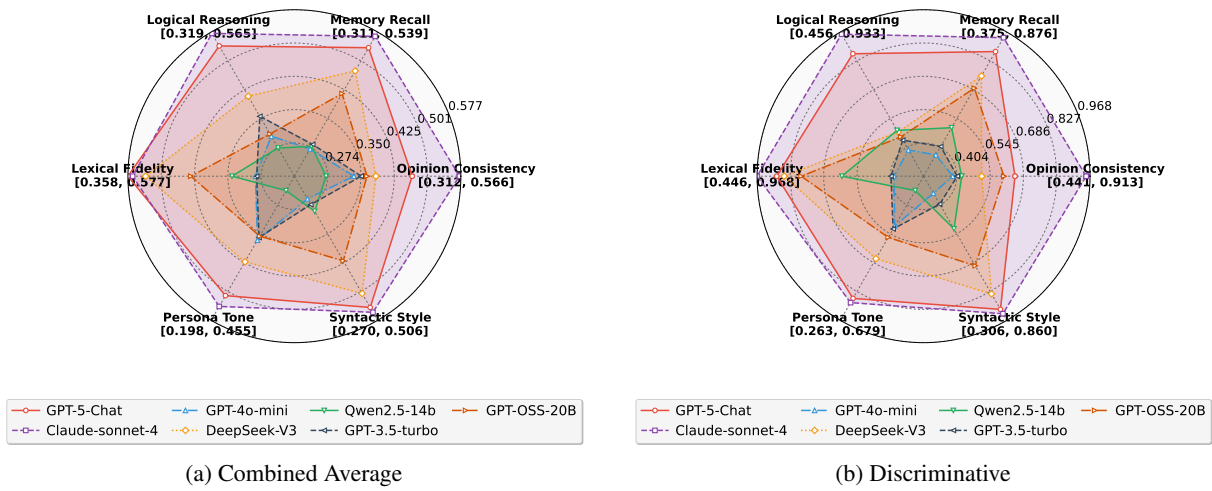 Logical Reasoning
[0.319, 0.565]
Memory Recall
[0.311, 0.539]
0.577
0.501
0.425
0.350
0.274
Lexical Fidelity
[0.358, 0.577]
Opinion Consistency
[0.312, 0.566]
Persona Tone
[0.198, 0.455]
Syntactic Style
[0.270, 0.506]
GPT-5-Chat
GPT-4o-mini
Qwen2.5-14b
GPT-OSS-20B
Claude-sonnet-4
DeepSeek-V3
GPT-3.5-turbo
(a) Combined Average
Logical Reasoning
[0.456, 0.933]
Memory Recall
[0.375, 0.876]
0.968
0.827
0.686
0.545
0.404
Lexical Fidelity
[0.446, 0.968]
Opinion Consistency
[0.441, 0.913]
Persona Tone
[0.263, 0.679]
Syntactic Style
[0.306, 0.860]
GPT-5-Chat
GPT-4o-mini
Qwen2.5-14b
GPT-OSS-20B
Claude-sonnet-4
DeepSeek-V3
GPT-3.5-turbo
(b) Discriminative